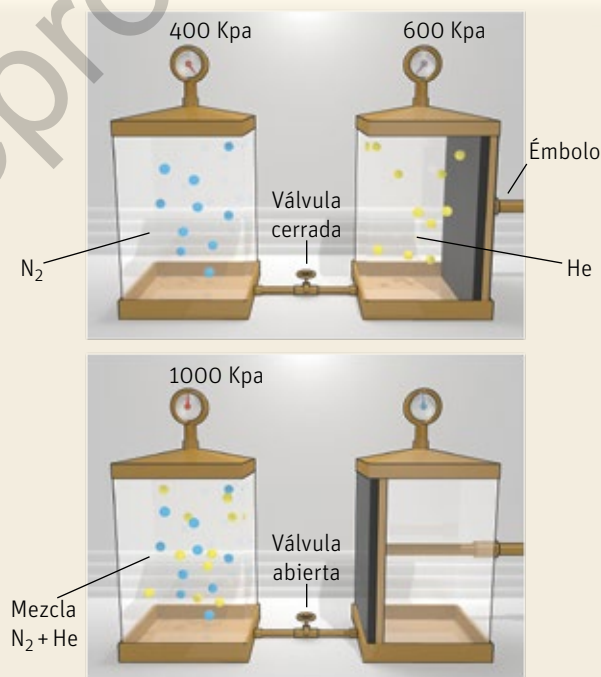 400 Kpa
600 Kpa
Émbolo
Válvula
cerrada
N₂
He
1000 Kpa
Válvula
abierta
Mezcla
N₂ + He